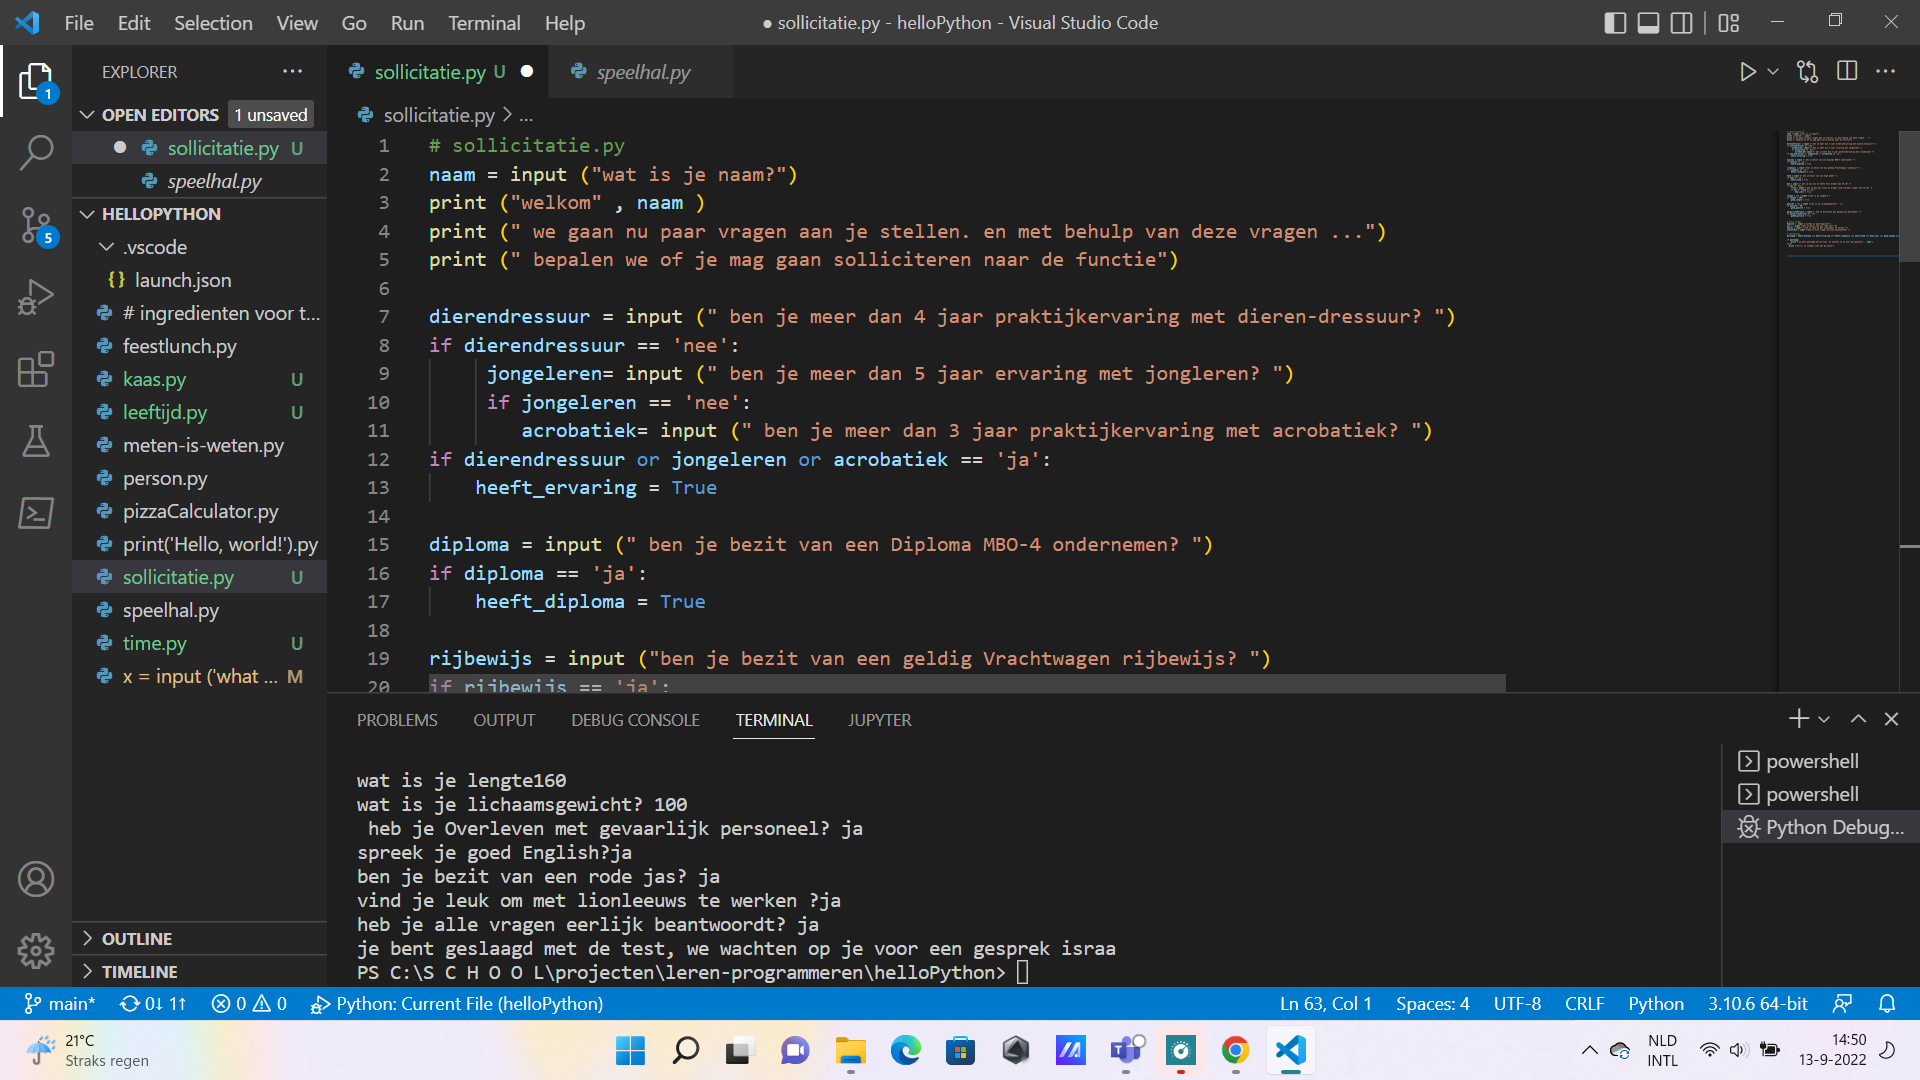 File Edit Selection View Go Run Terminal Help
● sollicitatie.py - helloPython - Visual Studio Code
EXPLORER
OPEN EDITORS 1 unsaved
sollicitatie.py U
speelhal.py
HELLOPYTHON
.vscode
{} launch.json
# ingredienten voor t...
feestlunch.py
kaas.py U
leeftijd.py U
meten-is-weten.py
person.py
pizzaCalculator.py
print('Hello, world!').py
sollicitatie.py U
speelhal.py
time.py U
x = input ('what ... M
OUTLINE
TIMELINE
1
5
sollicitatie.py U
speelhal.py
sollicitatie.py > ...
1 # sollicitatie.py
2 naam = input ("wat is je naam?")
3 print ("welkom" , naam )
4 print (" we gaan nu paar vragen aan je stellen. en met behulp van deze vragen ...")
5 print (" bepalen we of je mag gaan solliciteren naar de functie")
6
7 dierendressuur = input (" ben je meer dan 4 jaar praktijkervaring met dieren-dressuur? ")
8 if dierendressuur == 'nee':
9 jongeleren= input (" ben je meer dan 5 jaar ervaring met jongleren? ")
10 if jongeleren == 'nee':
11 acrobatiek= input (" ben je meer dan 3 jaar praktijkervaring met acrobatiek? ")
12 if dierendressuur or jongeleren or acrobatiek == 'ja':
13 heeft_ervaring = True
14
15 diploma = input (" ben je bezit van een Diploma MBO-4 ondernemen? ")
16 if diploma == 'ja':
17 heeft_diploma = True
18
19 rijbewijs = input ("ben je bezit van een geldig Vrachtwagen rijbewijs? ")
20 if rijbewijs == 'ja':
PROBLEMS OUTPUT DEBUG CONSOLE TERMINAL JUPYTER
wat is je lengte160
wat is je lichaamsgewicht? 100
heb je Overleven met gevaarlijk personeel? ja
spreek je goed English?ja
ben je bezit van een rode jas? ja
vind je leuk om met lionleeuws te werken ?ja
heb je alle vragen eerlijk beantwoordt? ja
je bent geslaagd met de test, we wachten op je voor een gesprek israa
PS C:\S C H O O L\projecten\leren-programmeren\helloPython>
powershell
powershell
Python Debug...
main* 0↓ 1↑ 0 0 Python: Current File (helloPython)
Ln 63, Col 1 Spaces: 4 UTF-8 CRLF Python 3.10.6 64-bit
21°C
Straks regen
NLD
INTL
14:50
13-9-2022